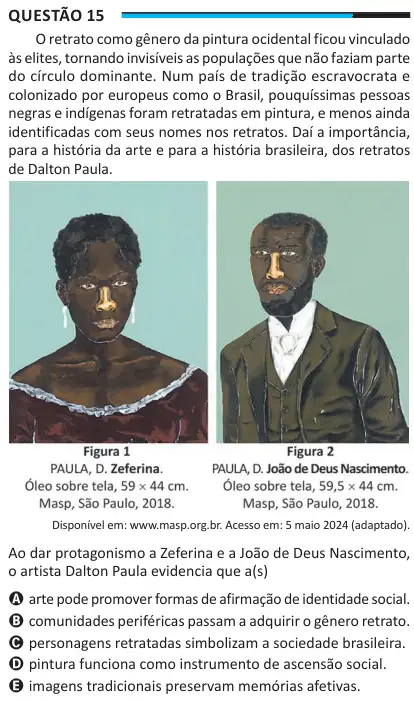 QUESTÃO 15
O retrato como gênero da pintura ocidental ficou vinculado
às elites, tornando invisíveis as populações que não faziam parte
do círculo dominante. Num país de tradição escravocrata e
colonizado por europeus como o Brasil, pouquíssimas pessoas
negras e indígenas foram retratadas em pintura, e menos ainda
identificadas com seus nomes nos retratos. Daí a importância,
para a história da arte e para a história brasileira, dos retratos
de Dalton Paula.
Figura 1
PAULA, D. Zeferina.
Óleo sobre tela, 59 × 44 cm.
Masp, São Paulo, 2018.
Figura 2
PAULA, D. João de Deus Nascimento.
Óleo sobre tela, 59,5 × 44 cm.
Masp, São Paulo, 2018.
Disponível em: www.masp.org.br. Acesso em: 5 maio 2024 (adaptado).
Ao dar protagonismo a Zeferina e a João de Deus Nascimento,
o artista Dalton Paula evidencia que a(s)
A arte pode promover formas de afirmação de identidade social.
B comunidades periféricas passam a adquirir o gênero retrato.
C personagens retratadas simbolizam a sociedade brasileira.
D pintura funciona como instrumento de ascensão social.
E imagens tradicionais preservam memórias afetivas.